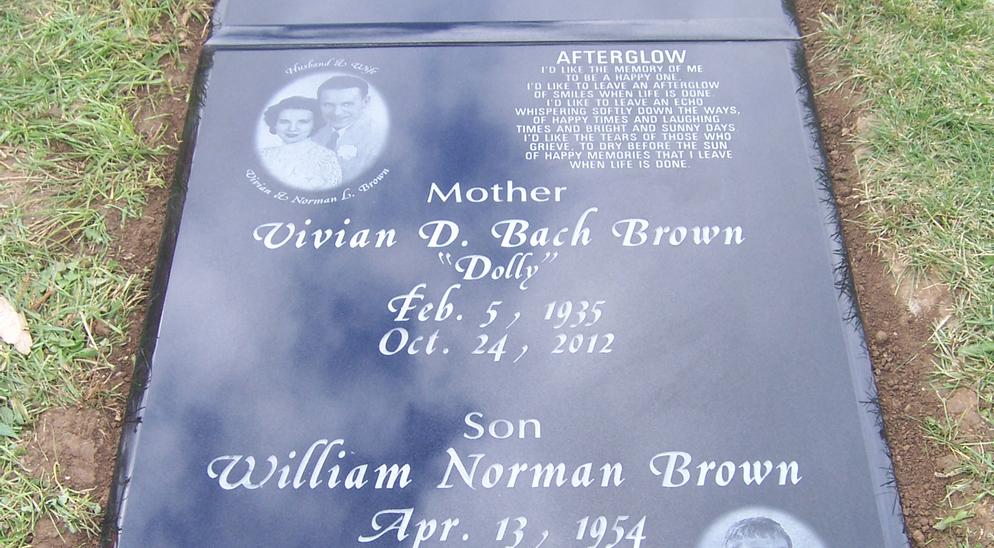 Husband & Wife
Vivian & Norman L. Brown
AFTERGLOW
I'D LIKE THE MEMORY OF ME
TO BE A HAPPY ONE.
I'D LIKE TO LEAVE AN AFTERGLOW
OF SMILES WHEN LIFE IS DONE.
I'D LIKE TO LEAVE AN ECHO
WHISPERING SOFTLY DOWN THE WAYS,
OF HAPPY TIMES AND LAUGHING
TIMES AND BRIGHT AND SUNNY DAYS.
I'D LIKE THE TEARS OF THOSE WHO
GRIEVE, TO DRY BEFORE THE SUN
OF HAPPY MEMORIES THAT I LEAVE
WHEN LIFE IS DONE.
Mother
Vivian D. Bach Brown
"Dolly"
Feb. 5, 1935
Oct. 24, 2012
Son
William Norman Brown
Apr. 13, 1954